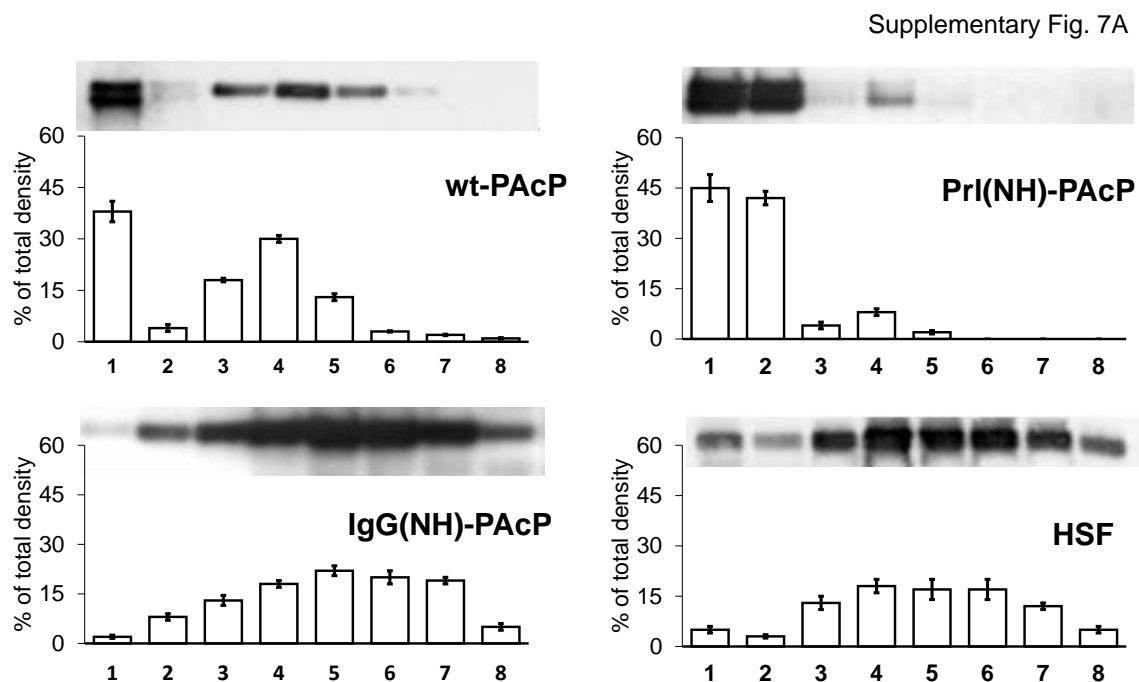 Supplementary Fig. 7A
% of total density
60
45
30
15
0
wt-PAcP
1 2 3 4 5 6 7 8
% of total density
60
45
30
15
0
Prl(NH)-PAcP
1 2 3 4 5 6 7 8
% of total density
60
45
30
15
0
IgG(NH)-PAcP
1 2 3 4 5 6 7 8
% of total density
60
45
30
15
0
HSF
1 2 3 4 5 6 7 8